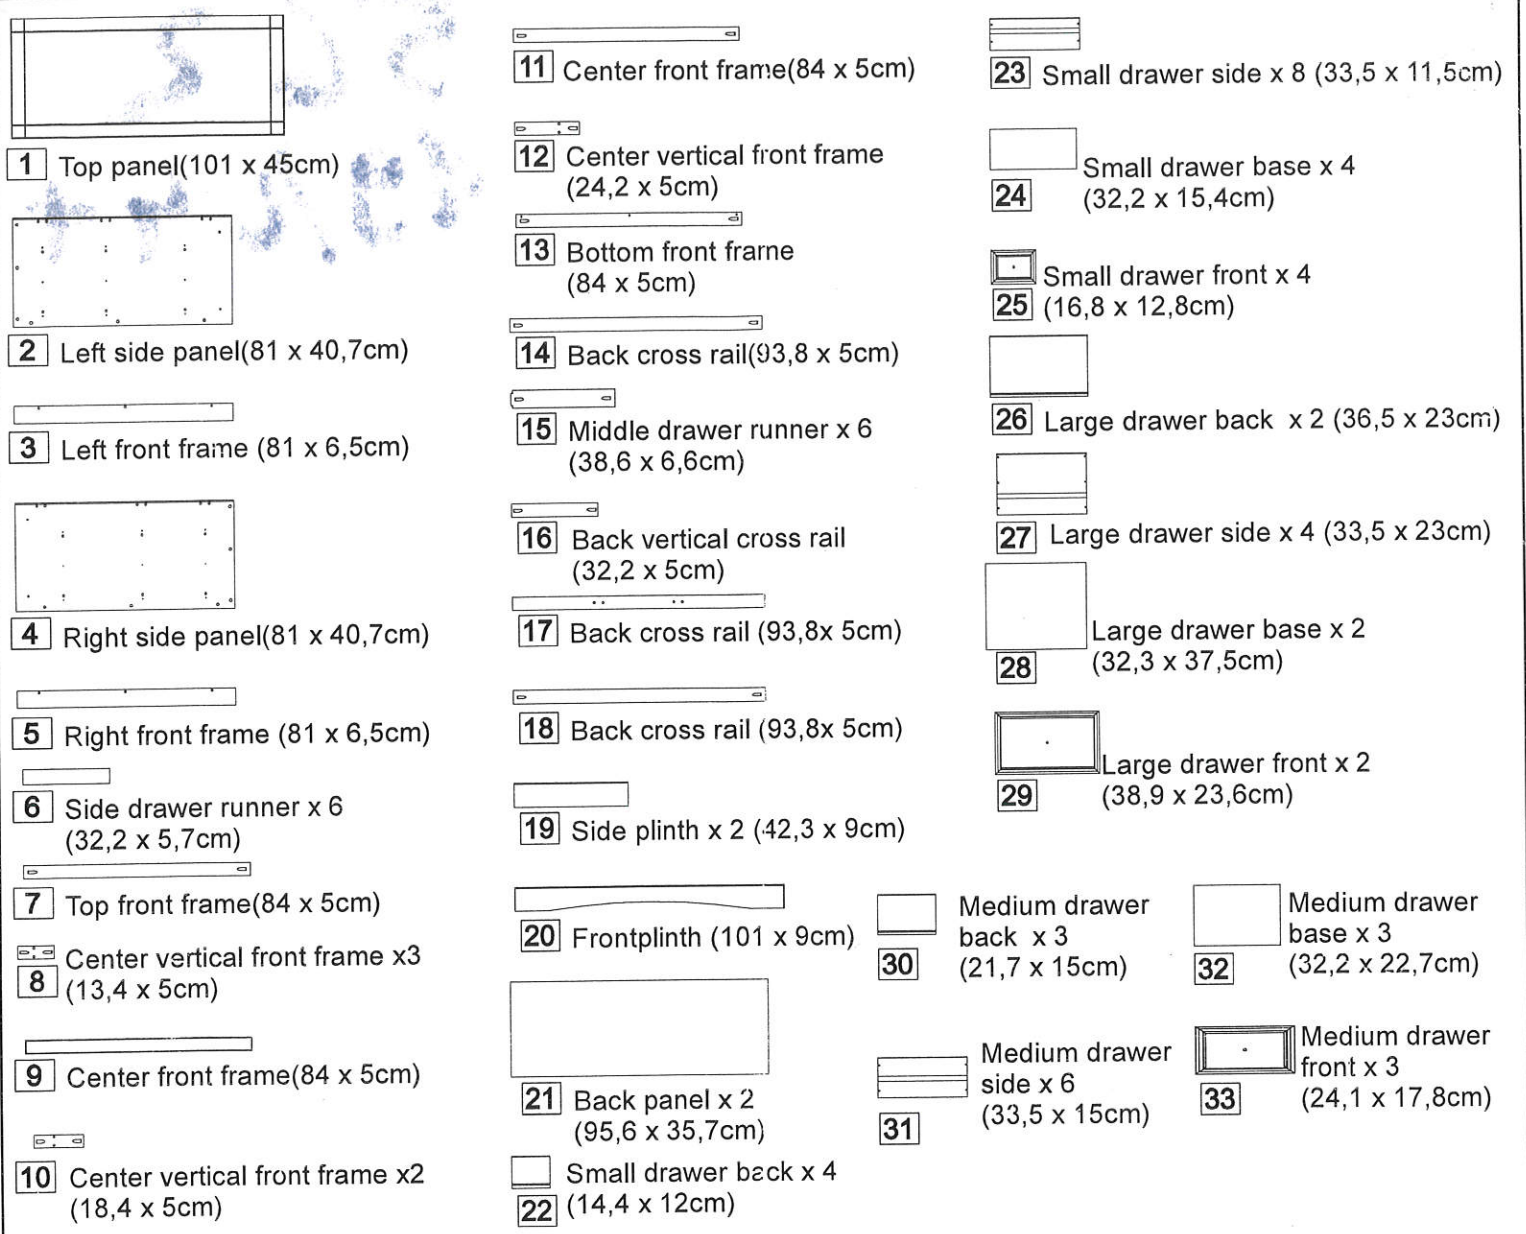 1 Top panel(101 x 45cm)
2 Left side panel(81 x 40,7cm)
3 Left front frame (81 x 6,5cm)
4 Right side panel(81 x 40,7cm)
5 Right front frame (81 x 6,5cm)
6 Side drawer runner x 6
(32,2 x 5,7cm)
7 Top front frame(84 x 5cm)
8 Center vertical front frame x3
(13,4 x 5cm)
9 Center front frame(84 x 5cm)
10 Center vertical front frame x2
(18,4 x 5cm)
11 Center front frame(84 x 5cm)
12 Center vertical front frame
(24,2 x 5cm)
13 Bottom front frame
(84 x 5cm)
14 Back cross rail(93,8 x 5cm)
15 Middle drawer runner x 6
(38,6 x 6,6cm)
16 Back vertical cross rail
(32,2 x 5cm)
17 Back cross rail (93,8x 5cm)
18 Back cross rail (93,8x 5cm)
19 Side plinth x 2 (42,3 x 9cm)
20 Frontplinth (101 x 9cm)
21 Back panel x 2
(95,6 x 35,7cm)
22 Small drawer back x 4
(14,4 x 12cm)
23 Small drawer side x 8 (33,5 x 11,5cm)
24 Small drawer base x 4
(32,2 x 15,4cm)
25 Small drawer front x 4
(16,8 x 12,8cm)
26 Large drawer back x 2 (36,5 x 23cm)
27 Large drawer side x 4 (33,5 x 23cm)
28 Large drawer base x 2
(32,3 x 37,5cm)
29 Large drawer front x 2
(38,9 x 23,6cm)
30 Medium drawer
back x 3
(21,7 x 15cm)
31 Medium drawer
side x 6
(33,5 x 15cm)
32 Medium drawer
base x 3
(32,2 x 22,7cm)
33 Medium drawer
front x 3
(24,1 x 17,8cm)